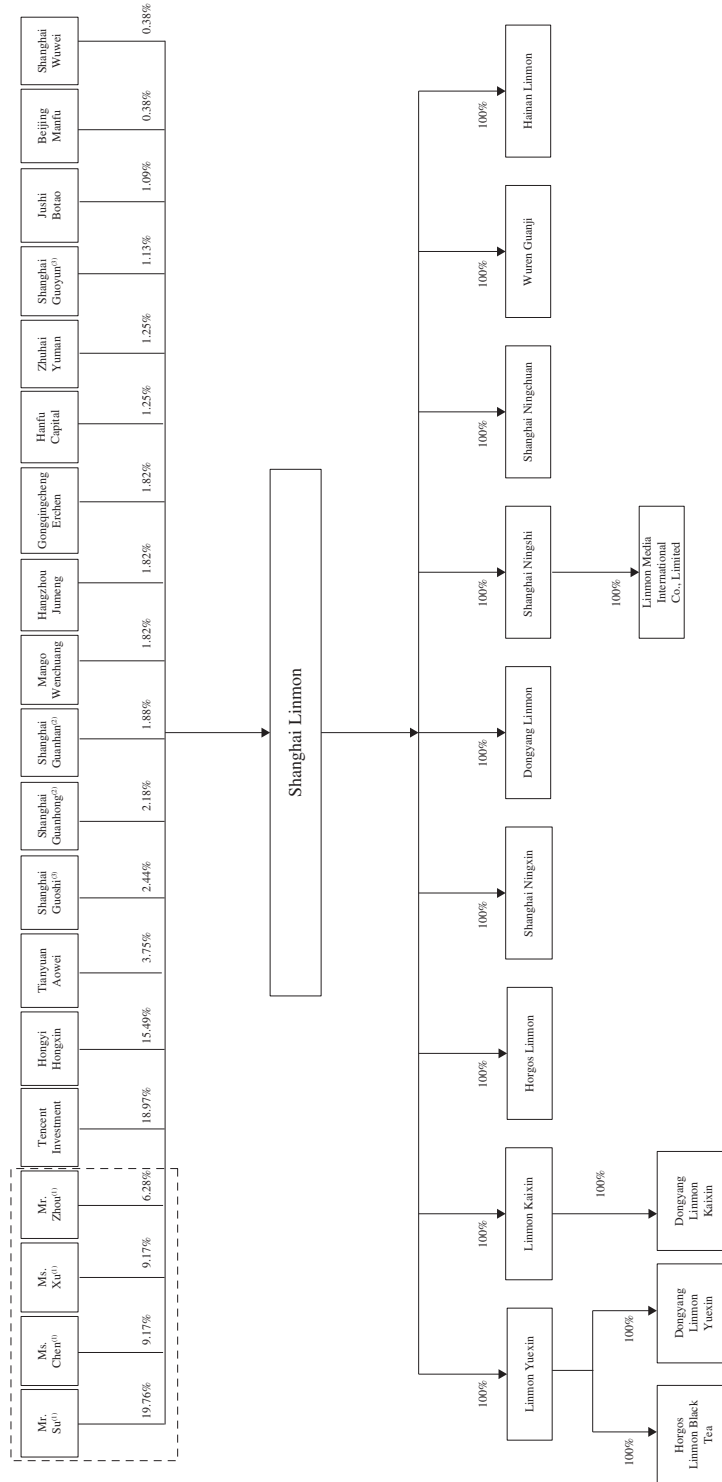 Mr.
Su(1)
Ms.
Chen(1)
Ms.
Xu(1)
Mr.
Zhou(1)
Tencent
Investment
Hongyi
Hongxin
Tianyuan
Aowei
Shanghai
Guoshi(3)
Shanghai
Guanhong(2)
Shanghai
Guanhan(2)
Mango
Wenchuang
Hangzhou
Jumeng
Gongqingcheng
Erchen
Hanfu
Capital
Zhuhai
Yuman
Shanghai
Guoyun(3)
Jushi
Botao
Beijing
Manfu
Shanghai
Wuwei
19.76%
9.17%
9.17%
6.28%
18.97%
15.49%
3.75%
2.44%
2.18%
1.88%
1.82%
1.82%
1.82%
1.25%
1.25%
1.13%
1.09%
0.38%
0.38%
Shanghai Linmon
100%
100%
100%
100%
100%
100%
100%
100%
100%
Linmon Yuexin
Linmon Kaixin
Horgos Linmon
Shanghai Ningxin
Dongyang Linmon
Shanghai Ningshi
Shanghai Ningchuan
Wuren Guanji
Hainan Linmon
100%
100%
100%
100%
Horgos
Linmon Black
Tea
Dongyang
Linmon
Yuexin
Dongyang
Linmon
Kaixin
Linmon Media
International
Co., Limited